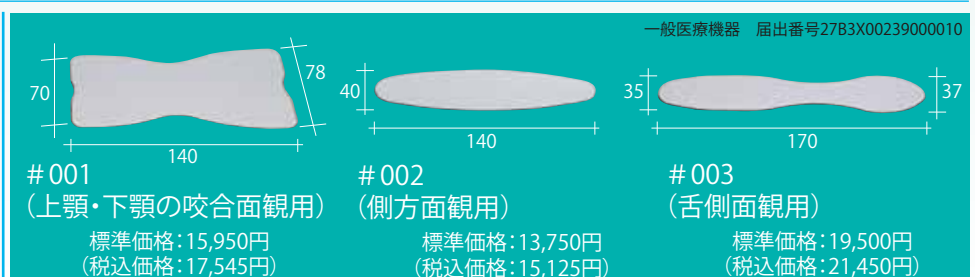 一般医療機器　届出番号27B3X00239000010
70
78
140
＃001
（上顎・下顎の咬合面観用）
標準価格：15,950円
（税込価格：17,545円）
40
140
＃002
（側方面観用）
標準価格：13,750円
（税込価格：15,125円）
35
37
170
＃003
（舌側面観用）
標準価格：19,500円
（税込価格：21,450円）